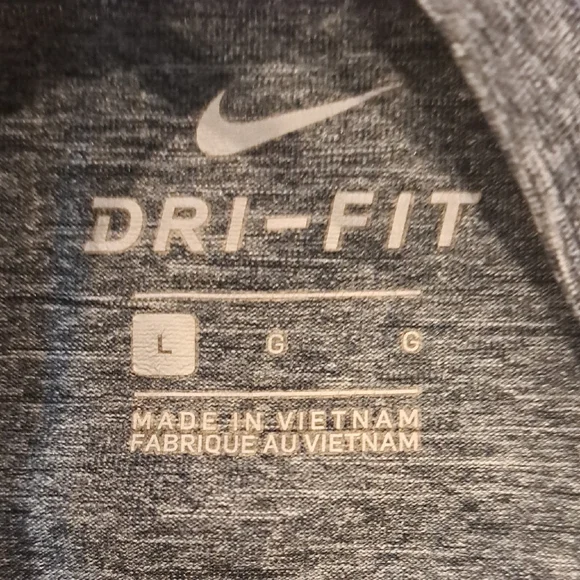 DRI-FIT
L G G
MADE IN VIETNAM
FABRIQUE AU VIETNAM